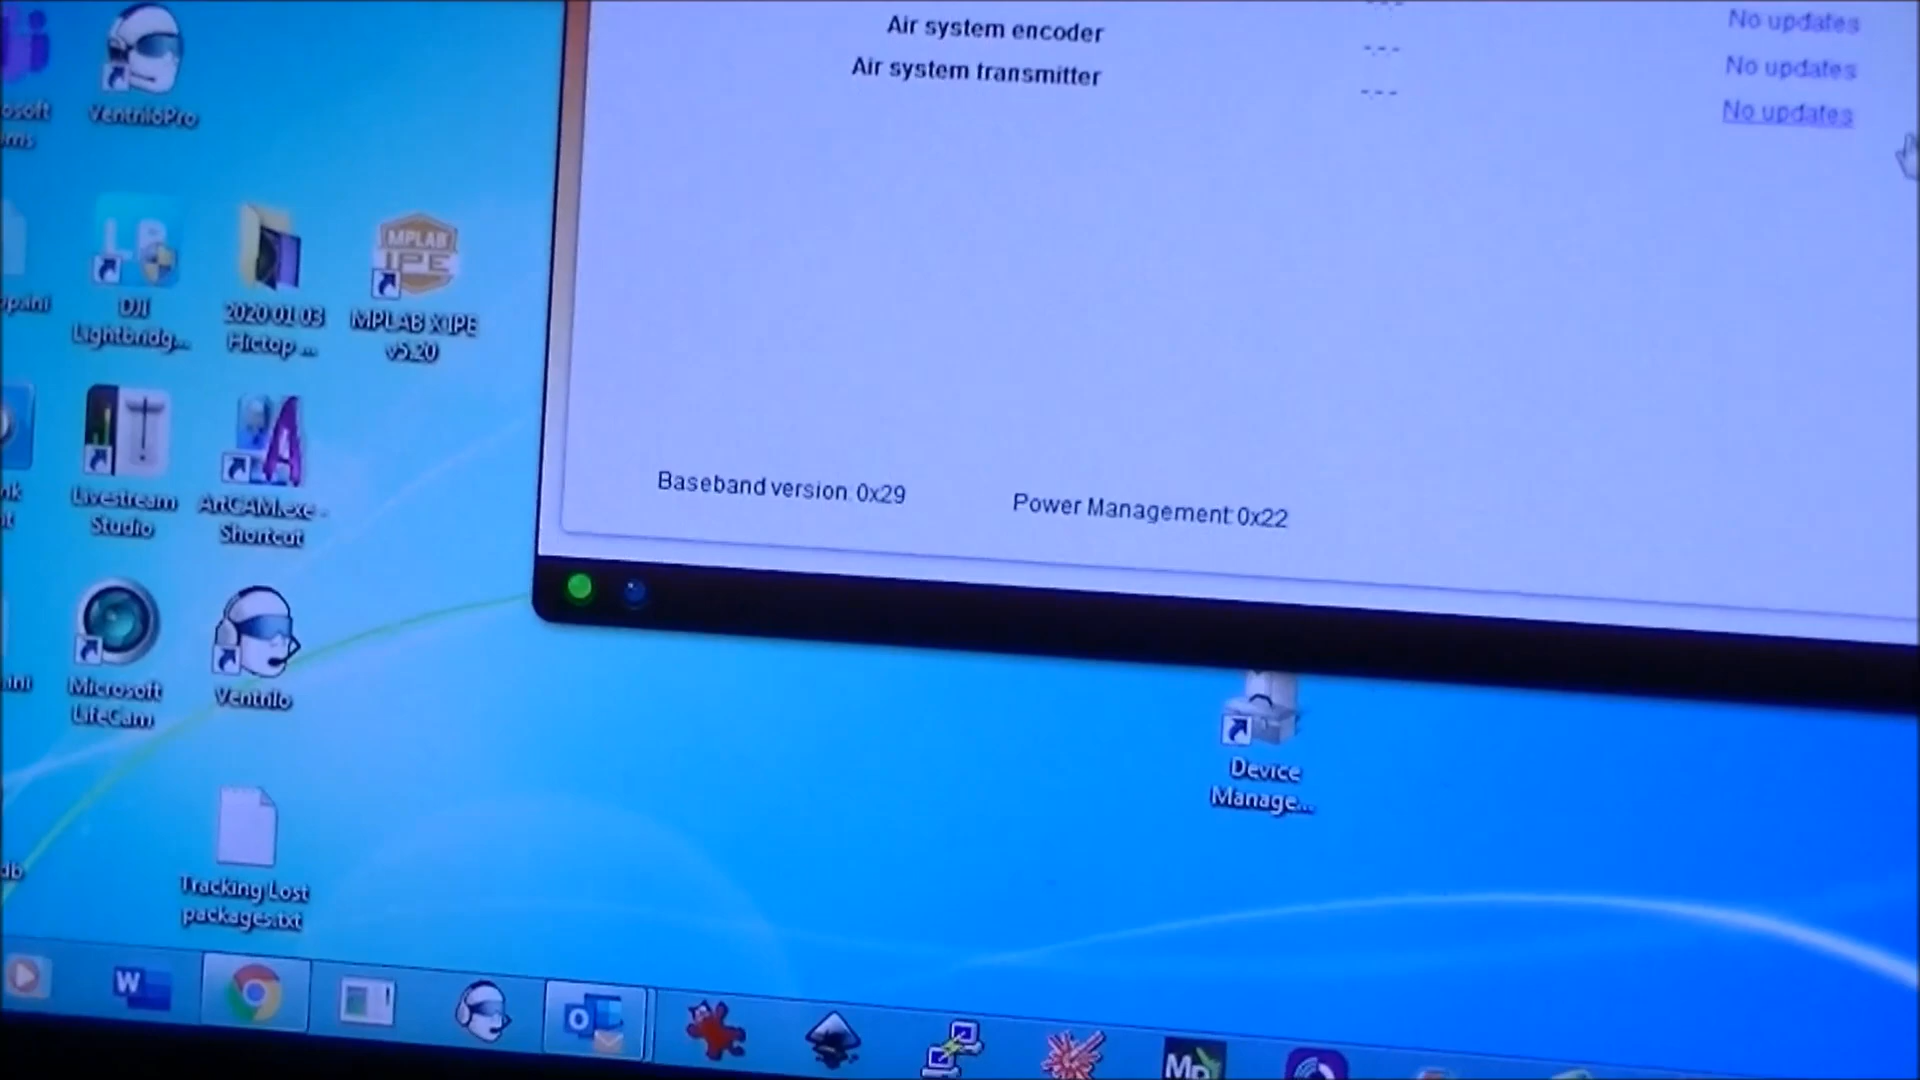 Air system encoder
-.--
No updates
Air system transmitter
-.--
No updates
No updates
VentriloPro
DJI
Lightbridg...
2020 01 03
Hictop ...
MPLAB
IPE
MPLAB X IPE
v5.20
Livestream
Studio
ArtCAM.exe -
Shortcut
Baseband version: 0x29
Power Management: 0x22
Microsoft
LifeCam
Ventrilo
Device
Manage...
Tracking Lost
packages.txt